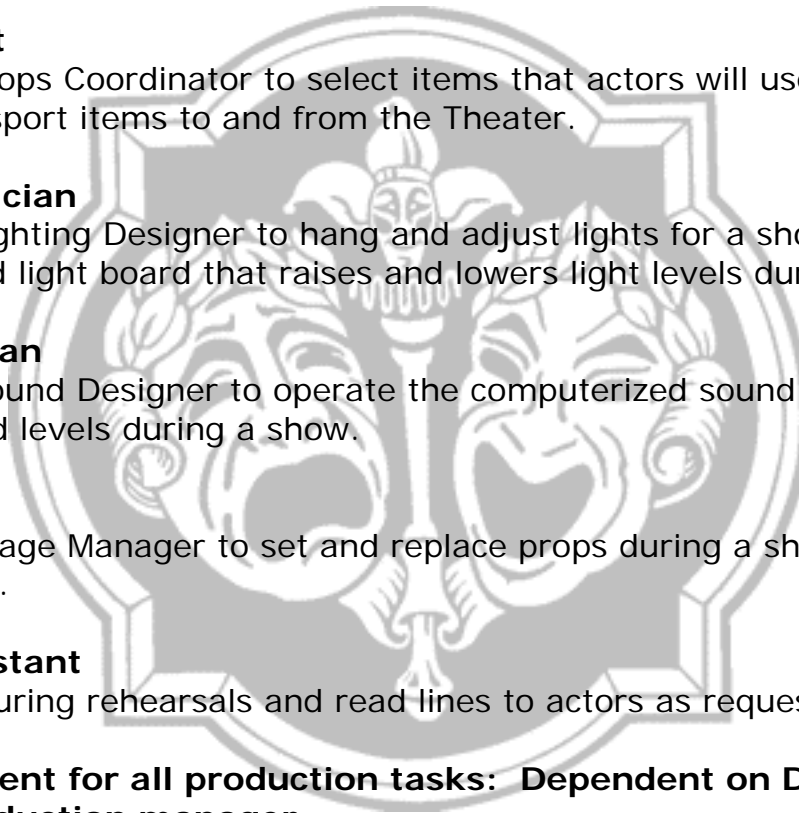 t
ops Coordinator to select items that actors will use
sport items to and from the Theater.
ician
ghting Designer to hang and adjust lights for a sho
d light board that raises and lowers light levels dur
an
ound Designer to operate the computerized sound
d levels during a show.
age Manager to set and replace props during a sh
.
stant
uring rehearsals and read lines to actors as reques
ent for all production tasks:  Dependent on D
duction manager